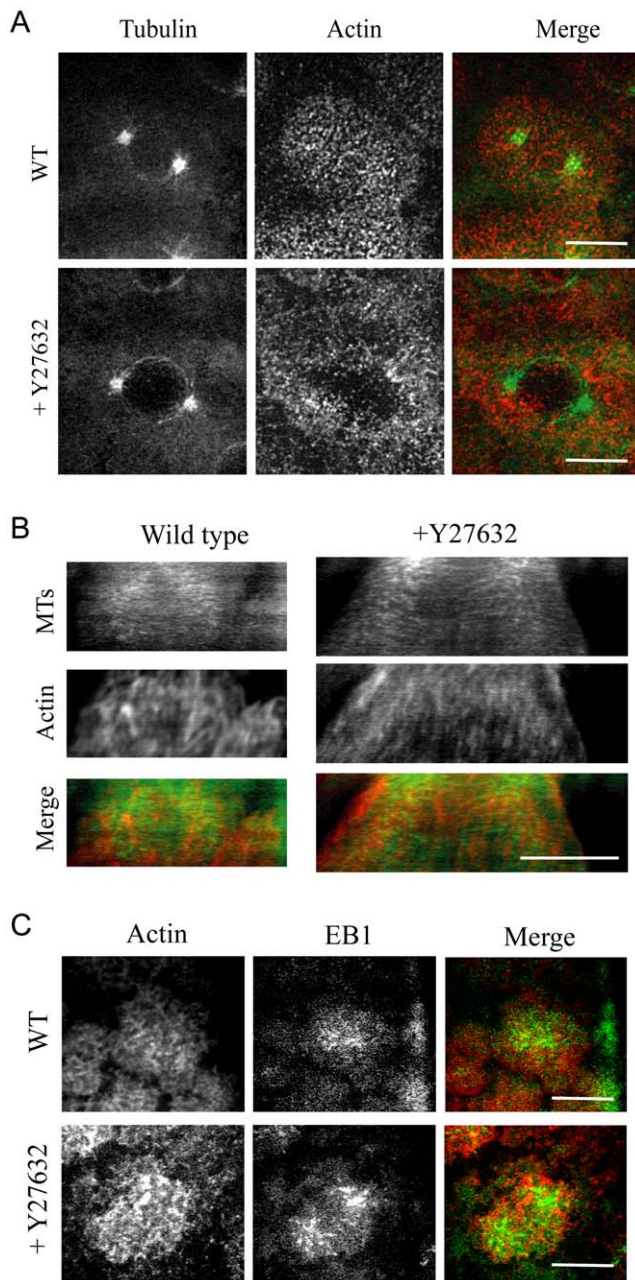 A
Tubulin Actin Merge
WT
+ Y27632
B
Wild type +Y27632
MTs
Actin
Merge
C
Actin EB1 Merge
WT
+ Y27632